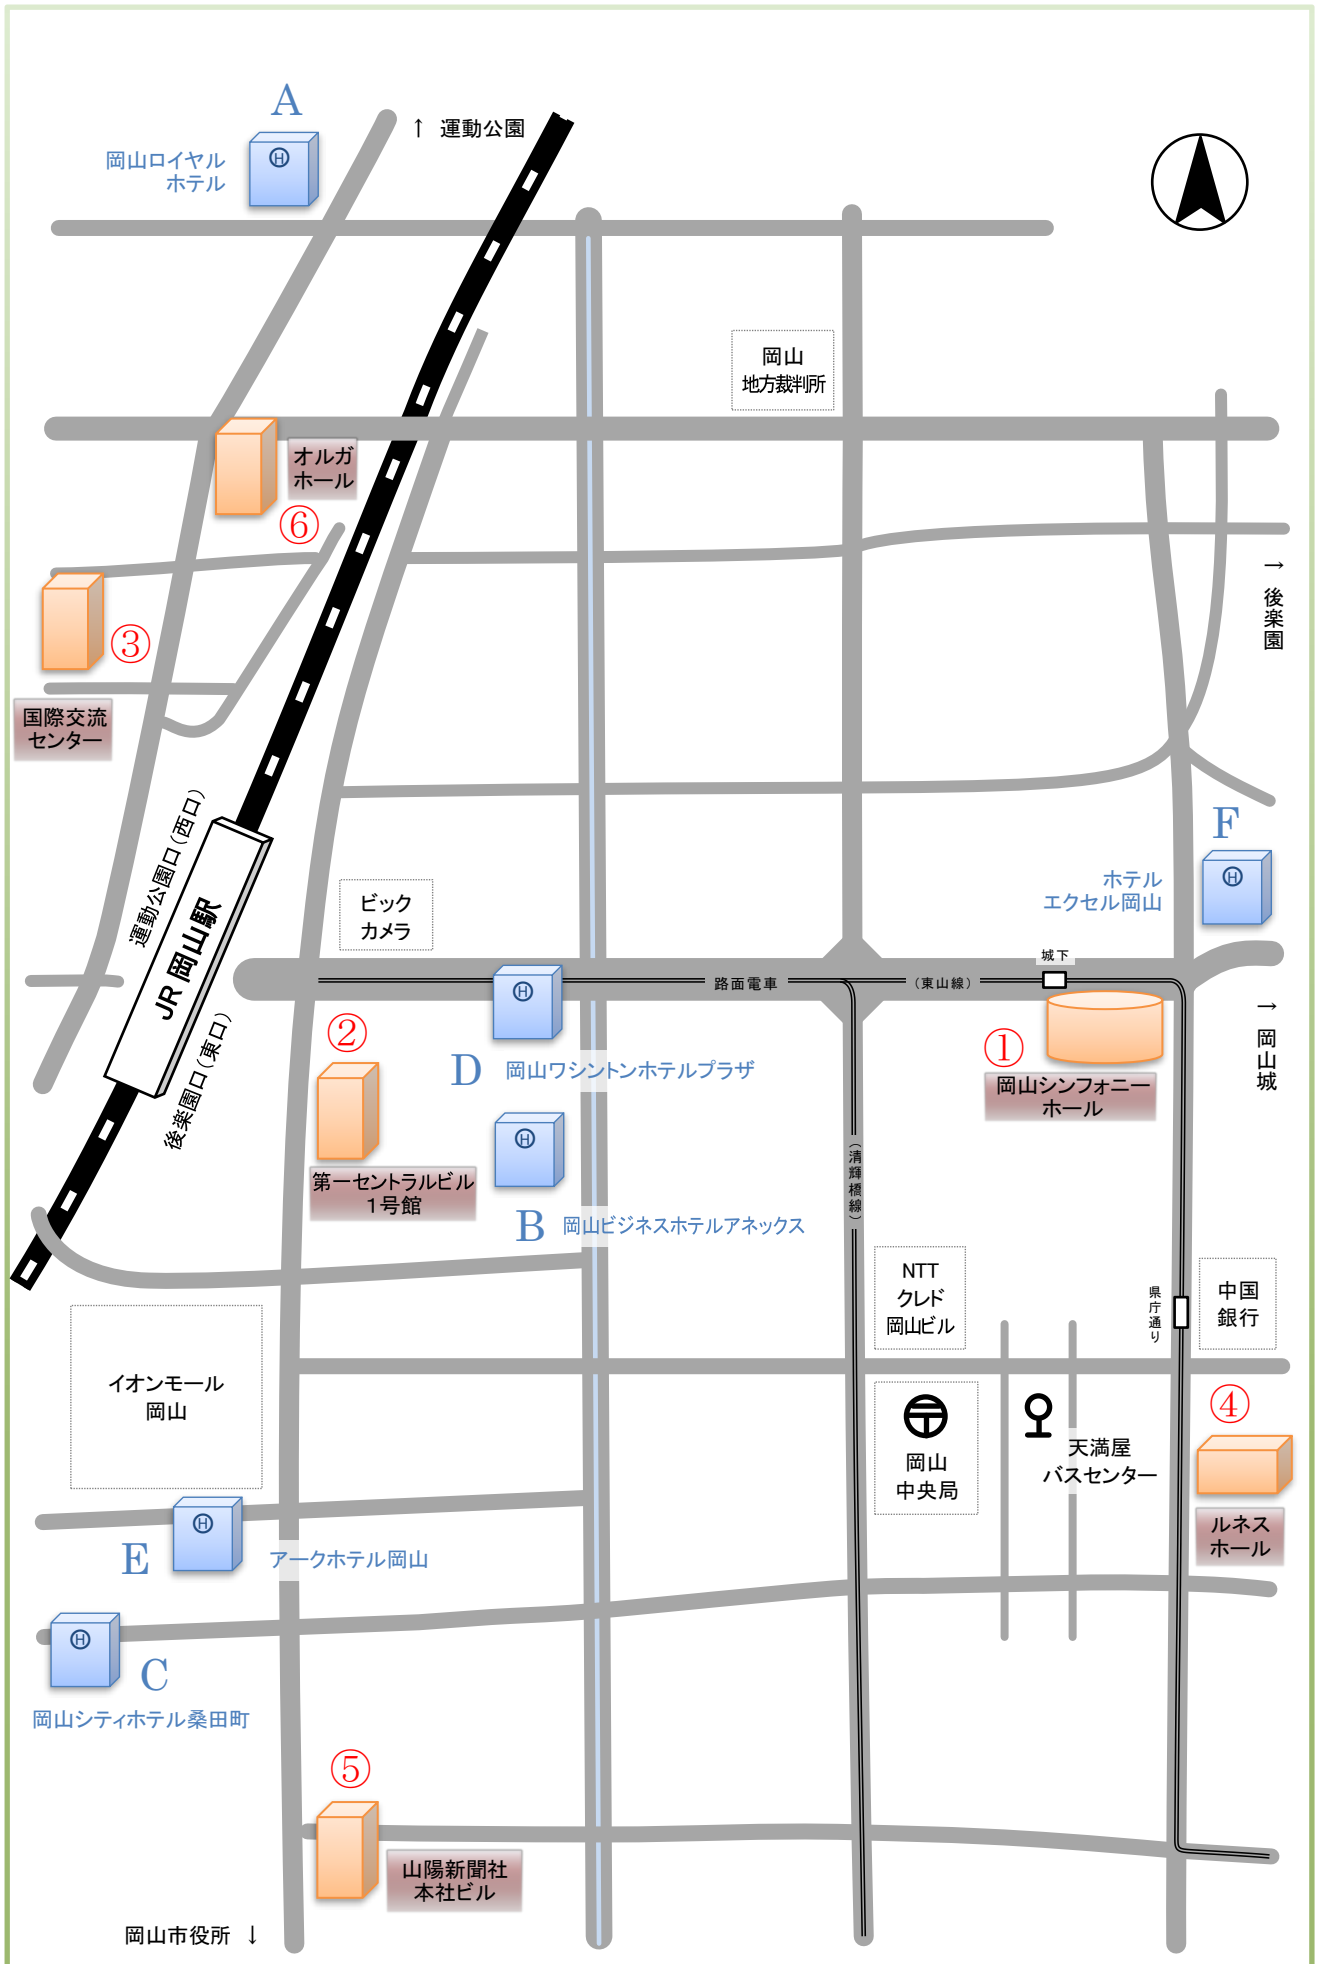 A
↑ 運動公園
岡山ロイヤル
ホテル
H
岡山
地方裁判所
オルガ
ホール
⑥
→ 後楽園
③
国際交流
センター
運動公園口(西口)
JR 岡山駅
後楽園口(東口)
F
ホテル
エクセル岡山
H
ビック
カメラ
城下
路面電車
(東山線)
H
②
D
岡山ワシントンホテルプラザ
①
岡山シンフォニー
ホール
→ 岡山城
H
第一セントラルビル
1号館
B
岡山ビジネスホテルアネックス
(清輝橋線)
NTT
クレド
岡山ビル
県庁通り
中国
銀行
イオンモール
岡山
④
岡山
中央局
天満屋
バスセンター
ルネス
ホール
H
E
アークホテル岡山
H
C
岡山シティホテル桑田町
⑤
山陽新聞社
本社ビル
岡山市役所 ↓